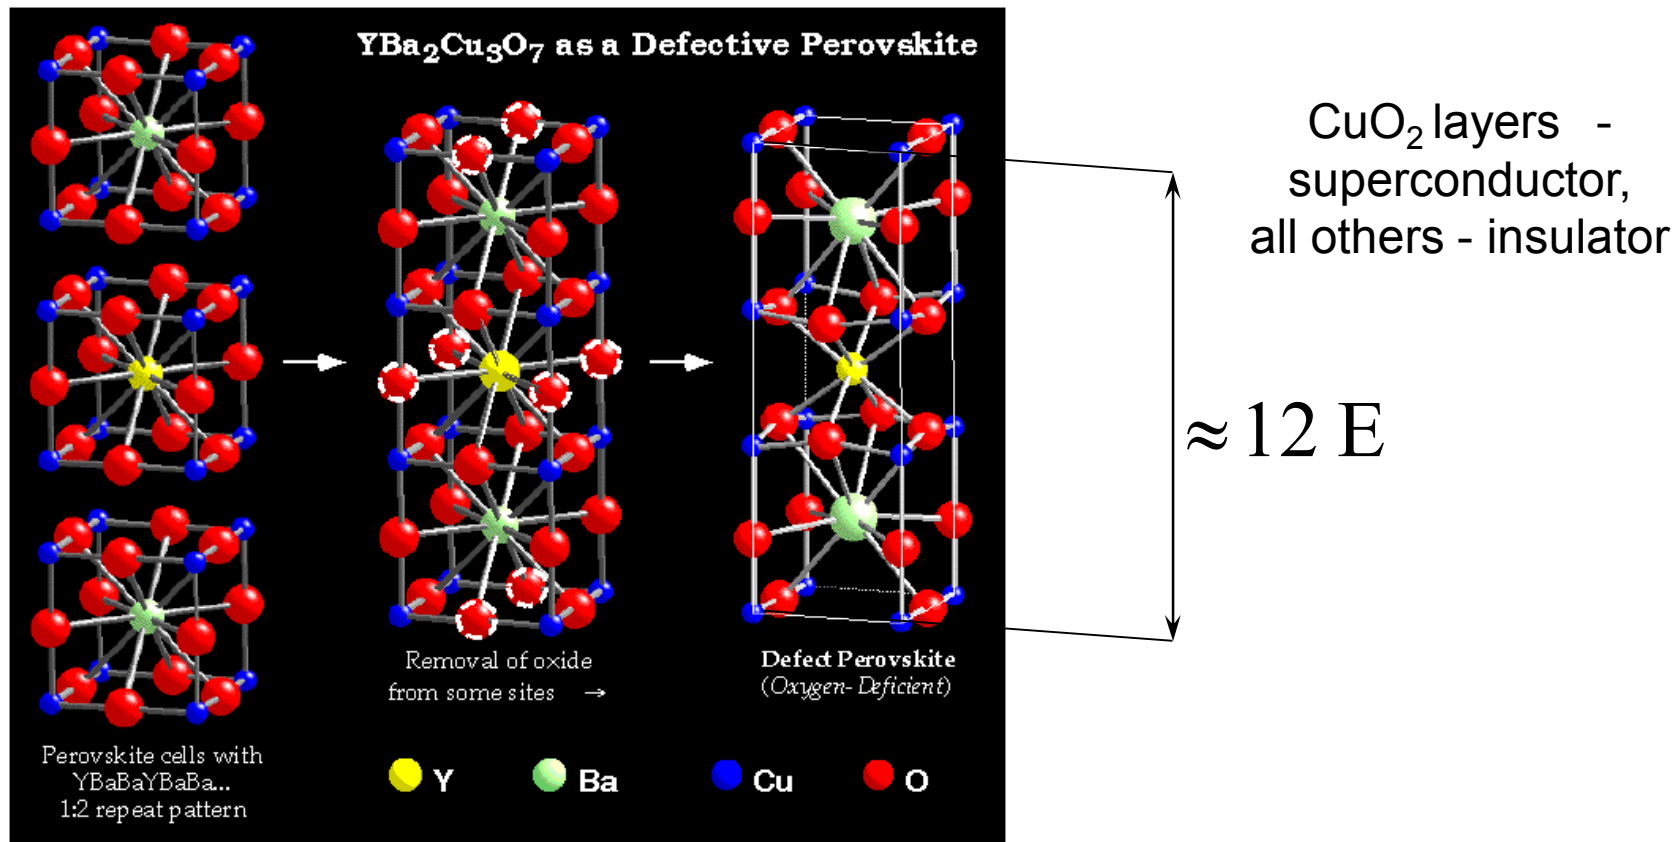 YBa₂Cu₃O₇ as a Defective Perovskite
Perovskite cells with
YBaBaYBaBa...
1:2 repeat pattern
Removal of oxide
from some sites →
Defect Perovskite
(Oxygen-Deficient)
Y Ba Cu O
CuO₂ layers -
superconductor,
all others - insulator
≈12 E